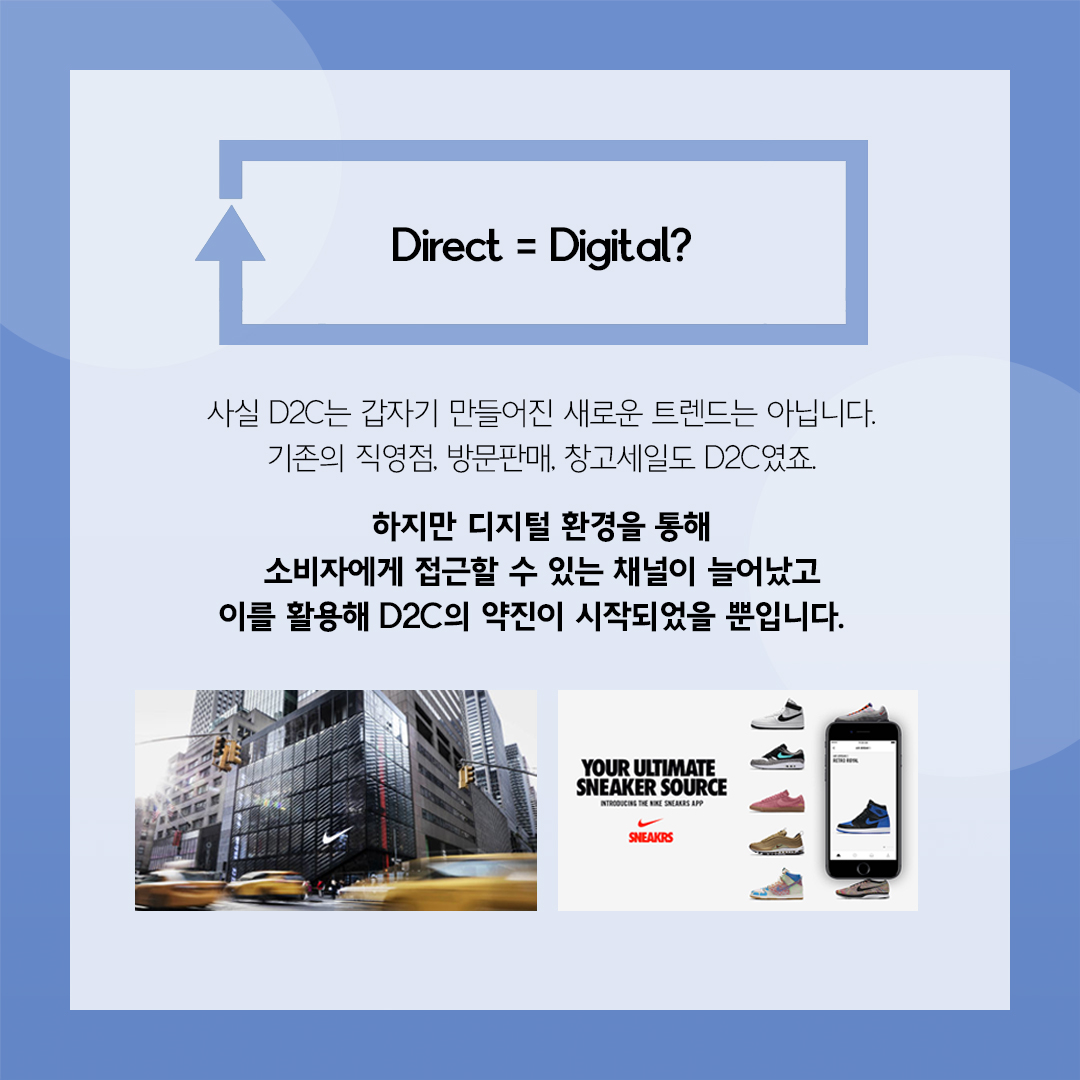 Direct = Digital?
사실 D2C는 갑자기 만들어진 새로운 트렌드는 아닙니다.
기존의 직영점, 방문판매, 창고세일도 D2C였죠.
하지만 디지털 환경을 통해
소비자에게 접근할 수 있는 채널이 늘어났고
이를 활용해 D2C의 약진이 시작되었을 뿐입니다.
YOUR ULTIMATE
SNEAKER SOURCE
INTRODUCING THE NIKE SNEAKRS APP
SNEAKRS
RETRO ROYAL